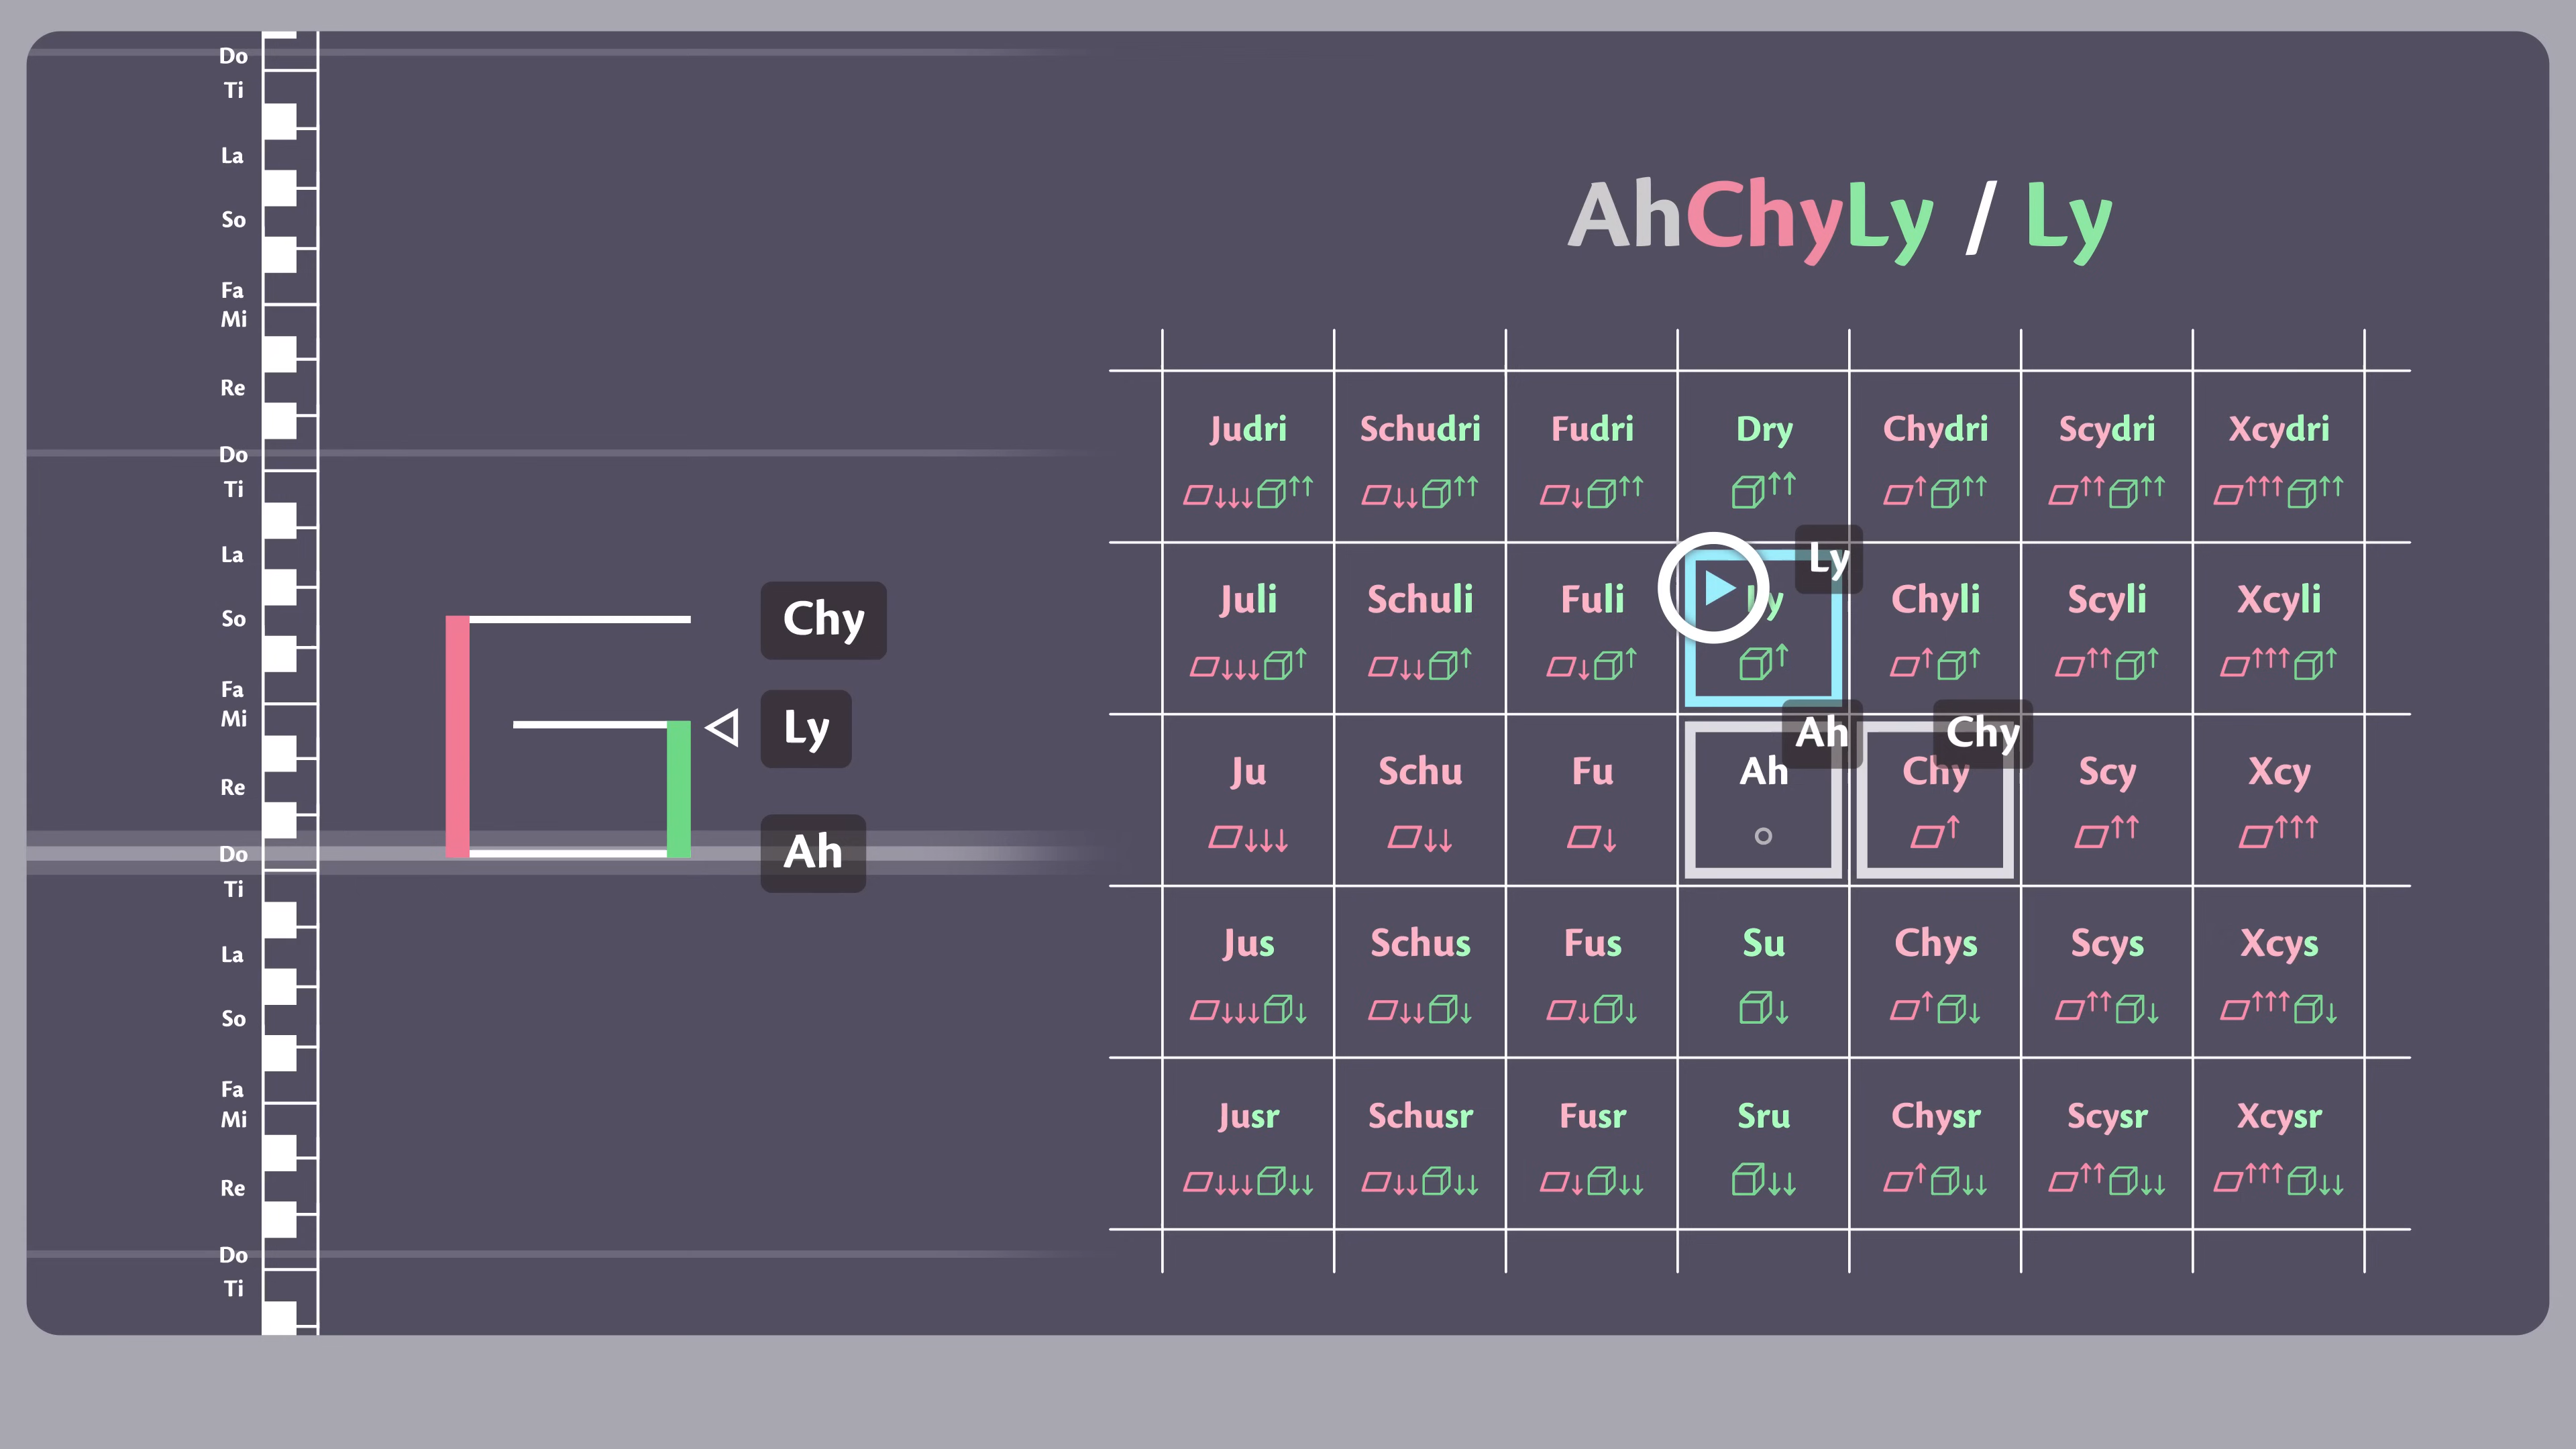 Do
Ti
La
So
Fa
Mi
Re
Do
Ti
La
So
Fa
Mi
Re
Do
Ti
La
So
Fa
Mi
Re
Do
Ti
Chy
Ly
Ah
AhChyLy / Ly
Judri Schudri Fudri Dry Chydri Scydri Xcydri
↓↓↓ ↑↑ ↓↓ ↑↑ ↓ ↑↑ ↑↑ ↑ ↑↑ ↑↑ ↑↑ ↑↑↑ ↑↑
Ly
Juli Schuli Fuli Ly Chyli Scyli Xcyli
↓↓↓ ↑ ↓↓ ↑ ↓ ↑ ↑ ↑ ↑ ↑↑ ↑ ↑↑↑ ↑
Ah Chy
Ju Schu Fu Ah Chy Scy Xcy
↓↓↓ ↓↓ ↓ ↑ ↑↑ ↑↑↑
Jus Schus Fus Su Chys Scys Xcys
↓↓↓ ↓ ↓↓ ↓ ↓ ↓ ↓ ↑ ↓ ↑↑ ↓ ↑↑↑ ↓
Jusr Schusr Fusr Sru Chysr Scysr Xcysr
↓↓↓ ↓↓ ↓↓ ↓↓ ↓ ↓↓ ↓↓ ↑ ↓↓ ↑↑ ↓↓ ↑↑↑ ↓↓